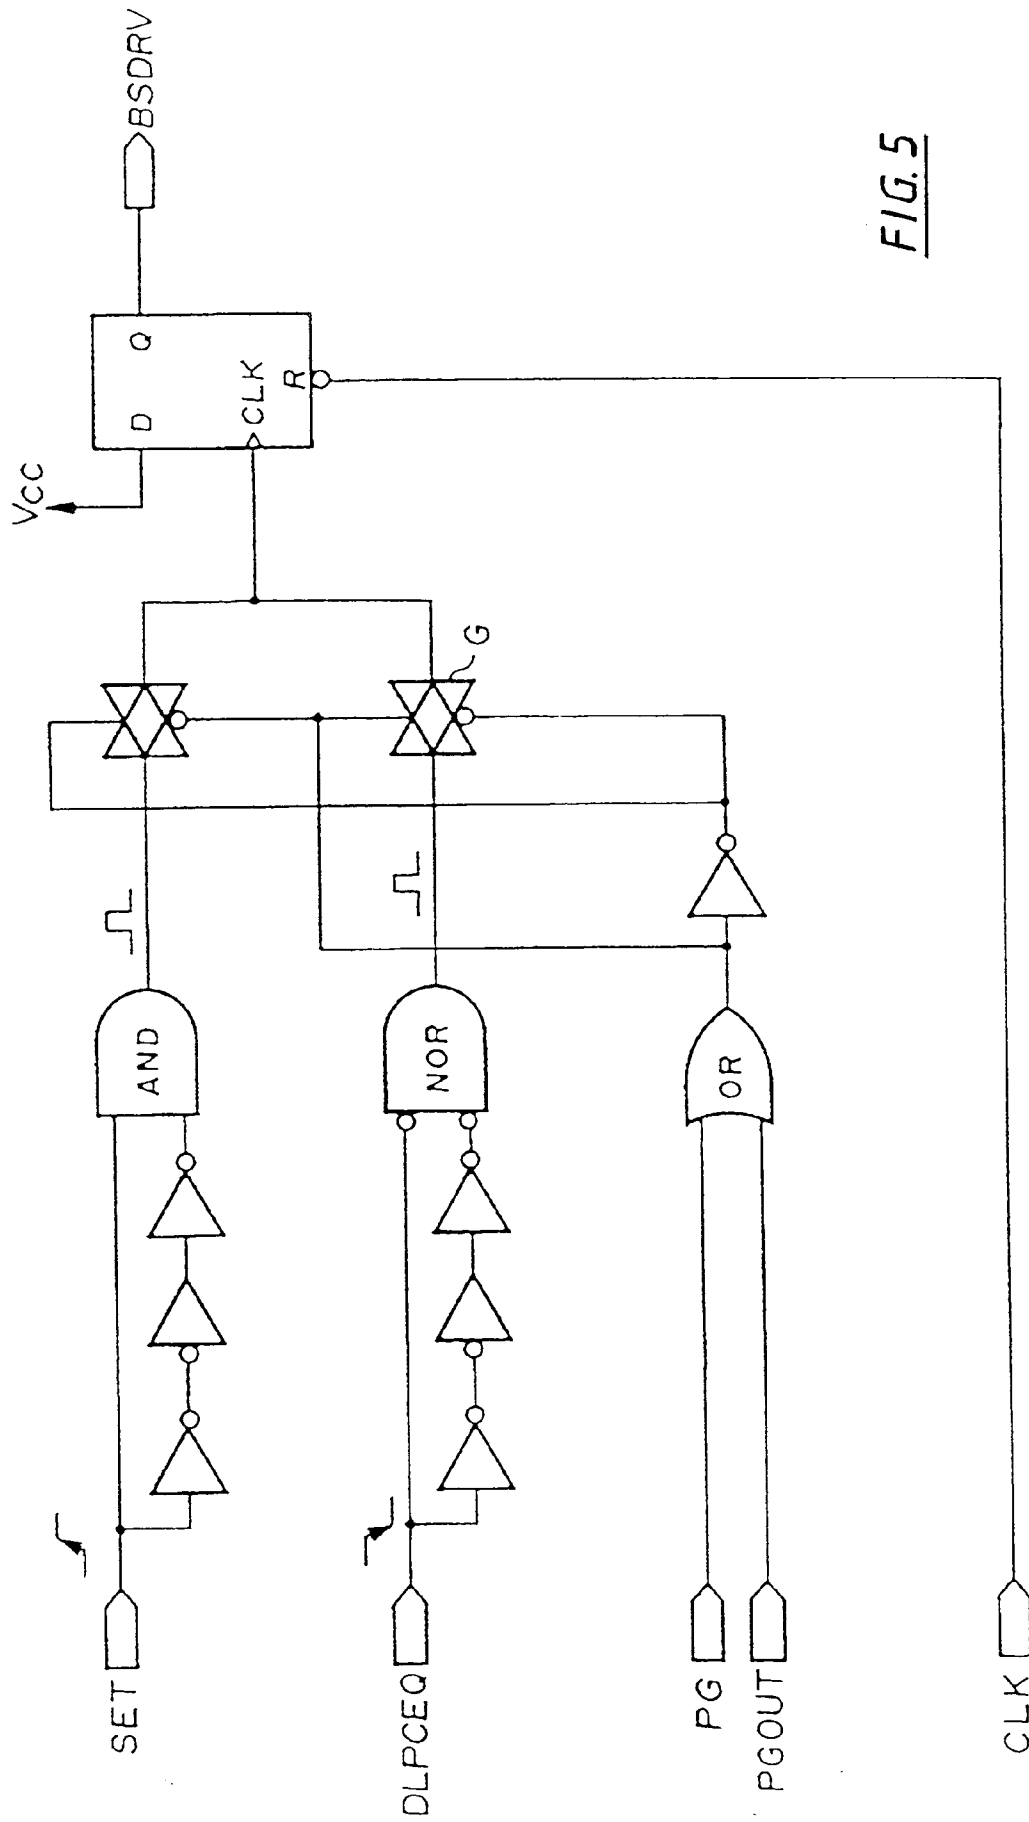 SET
DLPCEQ
PG
PGOUT
CLK
AND
NOR
OR
G
VCC
D
Q
CLK
R
BSDRV
FIG. 5